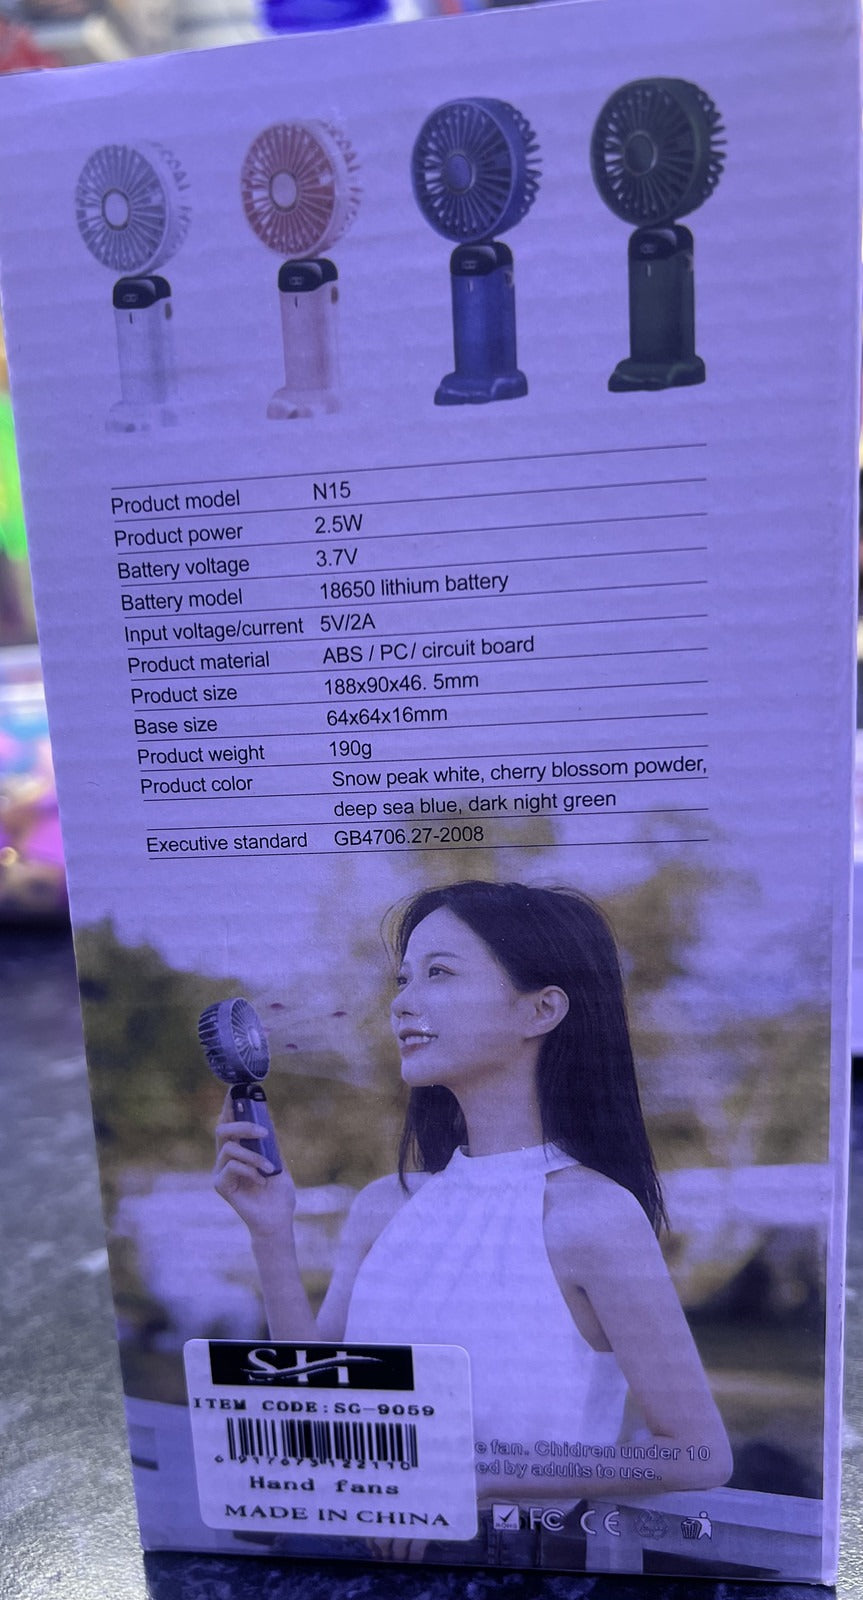 Product model N15
Product power 2.5W
Battery voltage 3.7V
Battery model 18650 lithium battery
Input voltage/current 5V/2A
Product material ABS / PC / circuit board
Product size 188x90x46. 5mm
Base size 64x64x16mm
Product weight 190g
Product color Snow peak white, cherry blossom powder,
deep sea blue, dark night green
Executive standard GB4706.27-2008
SH
ITEM CODE:SG-9059
6 917673122110
Hand fans
MADE IN CHINA
e fan. Chidren under 10
ed by adults to use.
FC CE